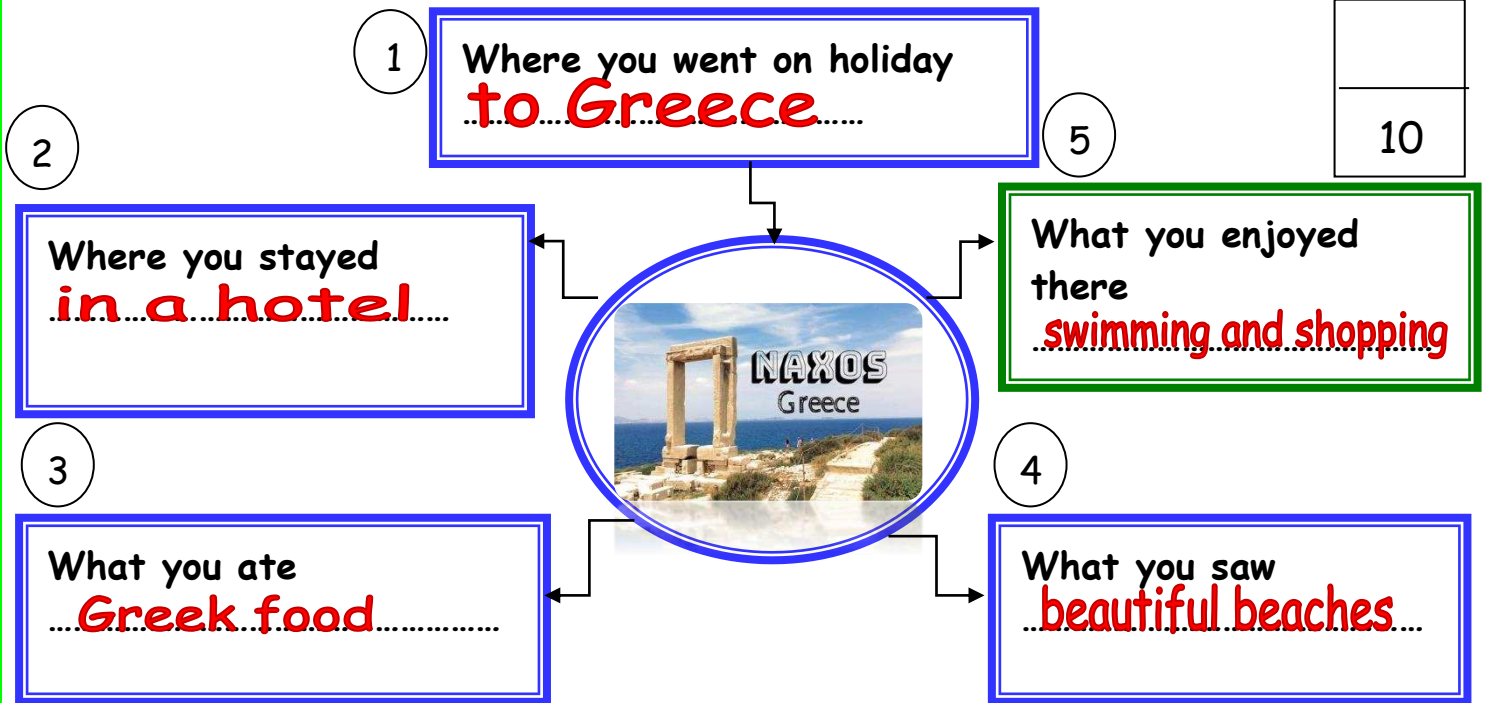 1
Where you went on holiday
to Greece
2
Where you stayed
in a hotel
3
What you ate
Greek food
4
What you saw
beautiful beaches
5
What you enjoyed
there
swimming and shopping
10
NAXOS
Greece